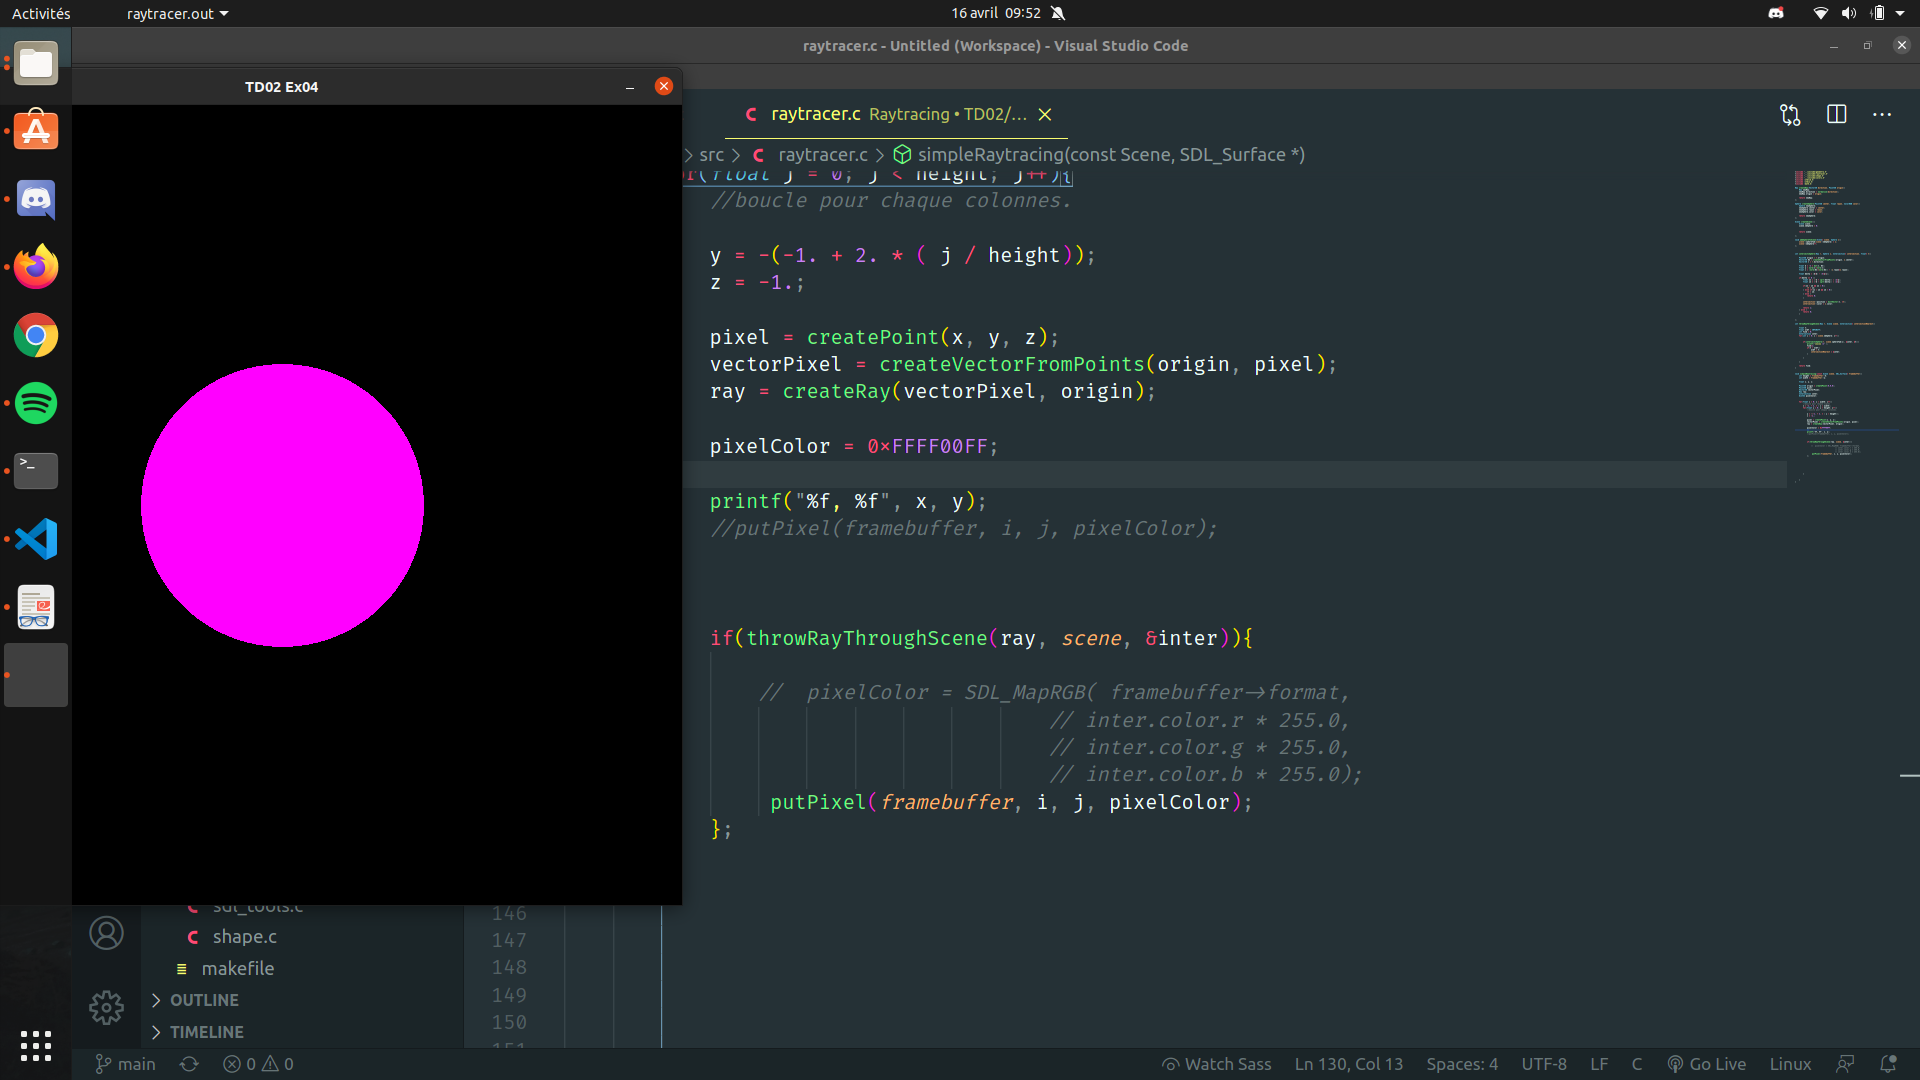 Activités
raytracer.out
16 avril 09:52
raytracer.c - Untitled (Workspace) - Visual Studio Code
TD02 Ex04
C raytracer.c Raytracing • TD02/...
src > C raytracer.c > simpleRaytracing(const Scene, SDL_Surface *)
r(float j = 0; j < height; j++){
//boucle pour chaque colonnes.
y = -(-1. + 2. * ( j / height));
z = -1.;
pixel = createPoint(x, y, z);
vectorPixel = createVectorFromPoints(origin, pixel);
ray = createRay(vectorPixel, origin);
pixelColor = 0×FFFF00FF;
printf("%f, %f", x, y);
//putPixel(framebuffer, i, j, pixelColor);
if(throwRayThroughScene(ray, scene, &inter)){
// pixelColor = SDL_MapRGB( framebuffer→format,
// inter.color.r * 255.0,
// inter.color.g * 255.0,
// inter.color.b * 255.0);
putPixel(framebuffer, i, j, pixelColor);
};
C sdl_tools.c
C shape.c
makefile
OUTLINE
TIMELINE
146
147
148
149
150
151
main
0
0
Watch Sass
Ln 130, Col 13
Spaces: 4
UTF-8
LF
C
Go Live
Linux